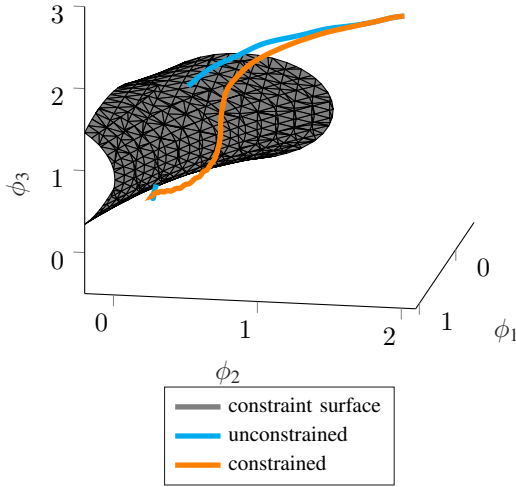 3
2
1
0
ϕ₃
0
1
2
ϕ₂
0
1
ϕ₁
constraint surface
unconstrained
constrained